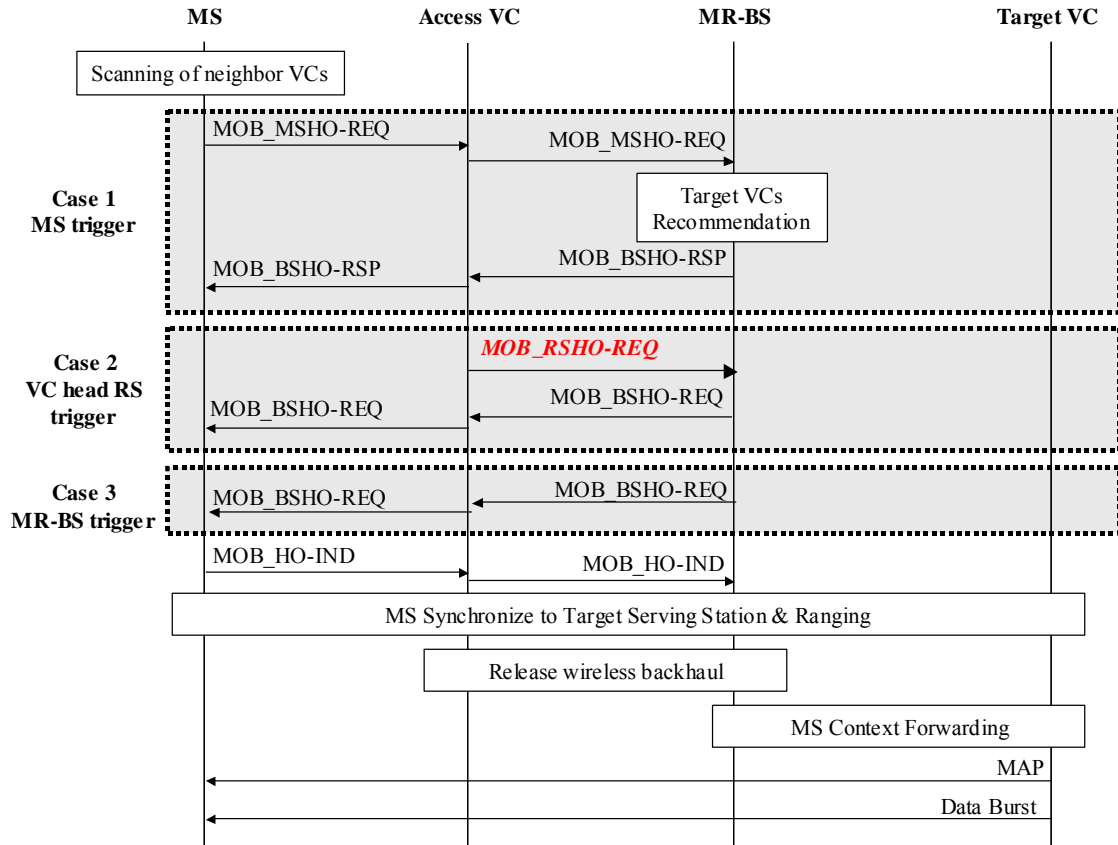 MS Access VC MR-BS Target VC
Scanning of neighbor VCs
MOB_MSHO-REQ
MOB_MSHO-REQ
Case 1
MS trigger
Target VCs
Recommendation
MOB_BSHO-RSP
MOB_BSHO-RSP
Case 2
VC head RS
trigger
MOB_RSHO-REQ
MOB_BSHO-REQ
MOB_BSHO-REQ
Case 3
MR-BS trigger
MOB_BSHO-REQ
MOB_BSHO-REQ
MOB_HO-IND
MOB_HO-IND
MS Synchronize to Target Serving Station & Ranging
Release wireless backhaul
MS Context Forwarding
MAP
Data Burst